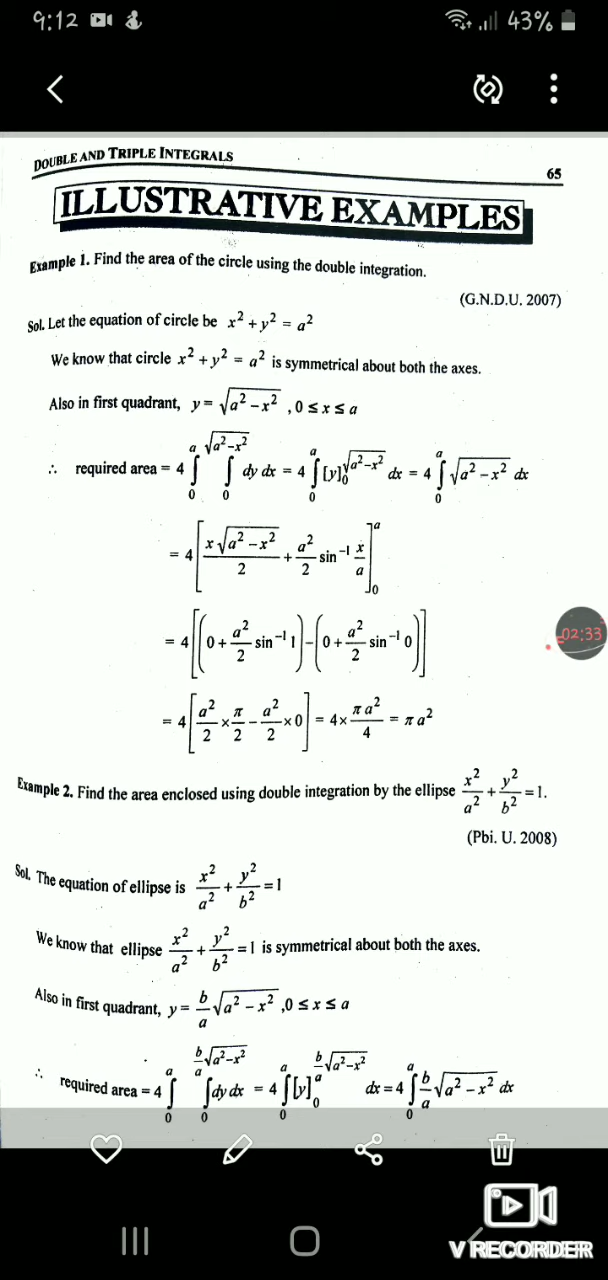 9:12 43%
DOUBLE AND TRIPLE INTEGRALS
65
ILLUSTRATIVE EXAMPLES
Example 1. Find the area of the circle using the double integration.
(G.N.D.U. 2007)
Sol. Let the equation of circle be x² + y² = a²
We know that circle x² + y² = a² is symmetrical about both the axes.
Also in first quadrant, y = √(a² − x²) , 0 ≤ x ≤ a
∴ required area = 4 ∫₀^a ∫₀^√(a²−x²) dy dx = 4 ∫₀^a [y]₀^√(a²−x²) dx = 4 ∫₀^a √(a² − x²) dx
= 4 [ x√(a² − x²)/2 + a²/2 sin⁻¹ x/a ]₀^a
= 4 [ (0 + a²/2 sin⁻¹ 1) − (0 + a²/2 sin⁻¹ 0) ]
02:33
= 4 [ a²/2 × π/2 − a²/2 × 0 ] = 4 × π a²/4 = π a²
Example 2. Find the area enclosed using double integration by the ellipse x²/a² + y²/b² = 1.
(Pbi. U. 2008)
Sol. The equation of ellipse is x²/a² + y²/b² = 1
We know that ellipse x²/a² + y²/b² = 1 is symmetrical about both the axes.
Also in first quadrant, y = b/a √(a² − x²) ,0 ≤ x ≤ a
∴ required area = 4 ∫₀^a ∫₀^(b/a √(a²−x²)) dy dx = 4 ∫₀^a [y]₀^(b/a √(a²−x²)) dx = 4 ∫₀^a b/a √(a² − x²) dx
V RECORDER